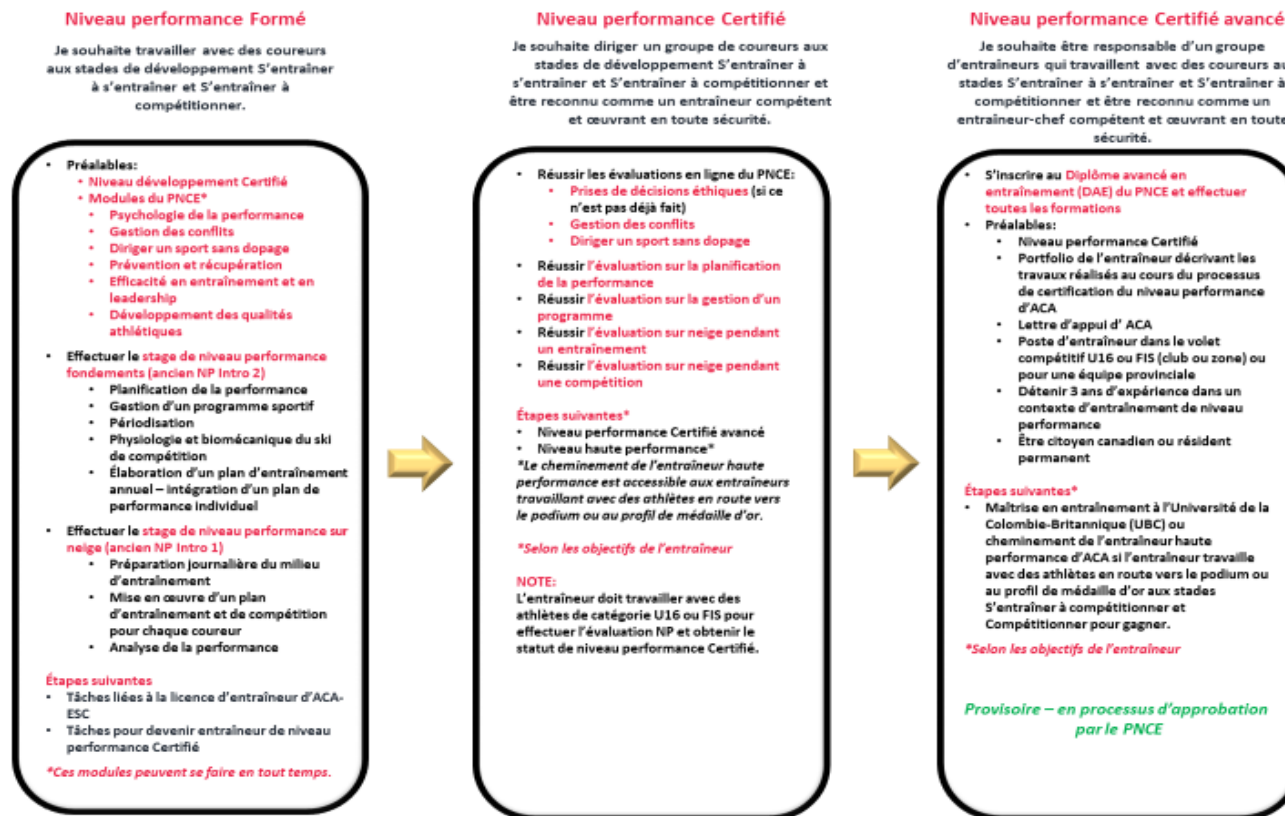 Niveau performance Formé
Je souhaite travailler avec des coureurs
aux stades de développement S'entraîner
à s'entraîner et S'entraîner à
compétitionner.
• Préalables:
• Niveau développement Certifié
• Modules du PNCE*
• Psychologie de la performance
• Gestion des conflits
• Diriger un sport sans dopage
• Prévention et récupération
• Efficacité en entraînement et en
leadership
• Développement des qualités
athlétiques
• Effectuer le stage de niveau performance
fondements (ancien NP Intro 2)
• Planification de la performance
• Gestion d'un programme sportif
• Périodisation
• Physiologie et biomécanique du ski
de compétition
• Élaboration d'un plan d'entraînement
annuel – intégration d'un plan de
performance individuel
• Effectuer le stage de niveau performance sur
neige (ancien NP Intro 1)
• Préparation journalière du milieu
d'entraînement
• Mise en œuvre d'un plan
d'entraînement et de compétition
pour chaque coureur
• Analyse de la performance
Étapes suivantes
• Tâches liées à la licence d'entraîneur d'ACA-
ESC
• Tâches pour devenir entraîneur de niveau
performance Certifié
*Ces modules peuvent se faire en tout temps.
Niveau performance Certifié
Je souhaite diriger un groupe de coureurs aux
stades de développement S'entraîner à
s'entraîner et S'entraîner à compétitionner et
être reconnu comme un entraîneur compétent
et œuvrant en toute sécurité.
• Réussir les évaluations en ligne du PNCE:
• Prises de décisions éthiques (si ce
n'est pas déjà fait)
• Gestion des conflits
• Diriger un sport sans dopage
• Réussir l'évaluation sur la planification
de la performance
• Réussir l'évaluation sur la gestion d'un
programme
• Réussir l'évaluation sur neige pendant
un entraînement
• Réussir l'évaluation sur neige pendant
une compétition
Étapes suivantes*
• Niveau performance Certifié avancé
• Niveau haute performance*
*Le cheminement de l'entraîneur haute
performance est accessible aux entraîneurs
travaillant avec des athlètes en route vers
le podium ou au profil de médaille d'or.
*Selon les objectifs de l'entraîneur
NOTE:
L'entraîneur doit travailler avec des
athlètes de catégorie U16 ou FIS pour
effectuer l'évaluation NP et obtenir le
statut de niveau performance Certifié.
Niveau performance Certifié avancé
Je souhaite être responsable d'un groupe
d'entraîneurs qui travaillent avec des coureurs au
stades S'entraîner à s'entraîner et S'entraîner à
compétitionner et être reconnu comme un
entraîneur-chef compétent et œuvrant en toute
sécurité.
• S'inscrire au Diplôme avancé en
entraînement (DAE) du PNCE et effectuer
toutes les formations
• Préalables:
• Niveau performance Certifié
• Portfolio de l'entraîneur décrivant les
travaux réalisés au cours du processus
de certification du niveau performance
d'ACA
• Lettre d'appui d' ACA
• Poste d'entraîneur dans le volet
compétitif U16 ou FIS (club ou zone) ou
pour une équipe provinciale
• Détenir 3 ans d'expérience dans un
contexte d'entraînement de niveau
performance
• Être citoyen canadien ou résident
permanent
Étapes suivantes*
• Maîtrise en entraînement à l'Université de la
Colombie-Britannique (UBC) ou
cheminement de l'entraîneur haute
performance d'ACA si l'entraîneur travaille
avec des athlètes en route vers le podium ou
au profil de médaille d'or aux stades
S'entraîner à compétitionner et
Compétitionner pour gagner.
*Selon les objectifs de l'entraîneur
Provisoire – en processus d'approbation
par le PNCE